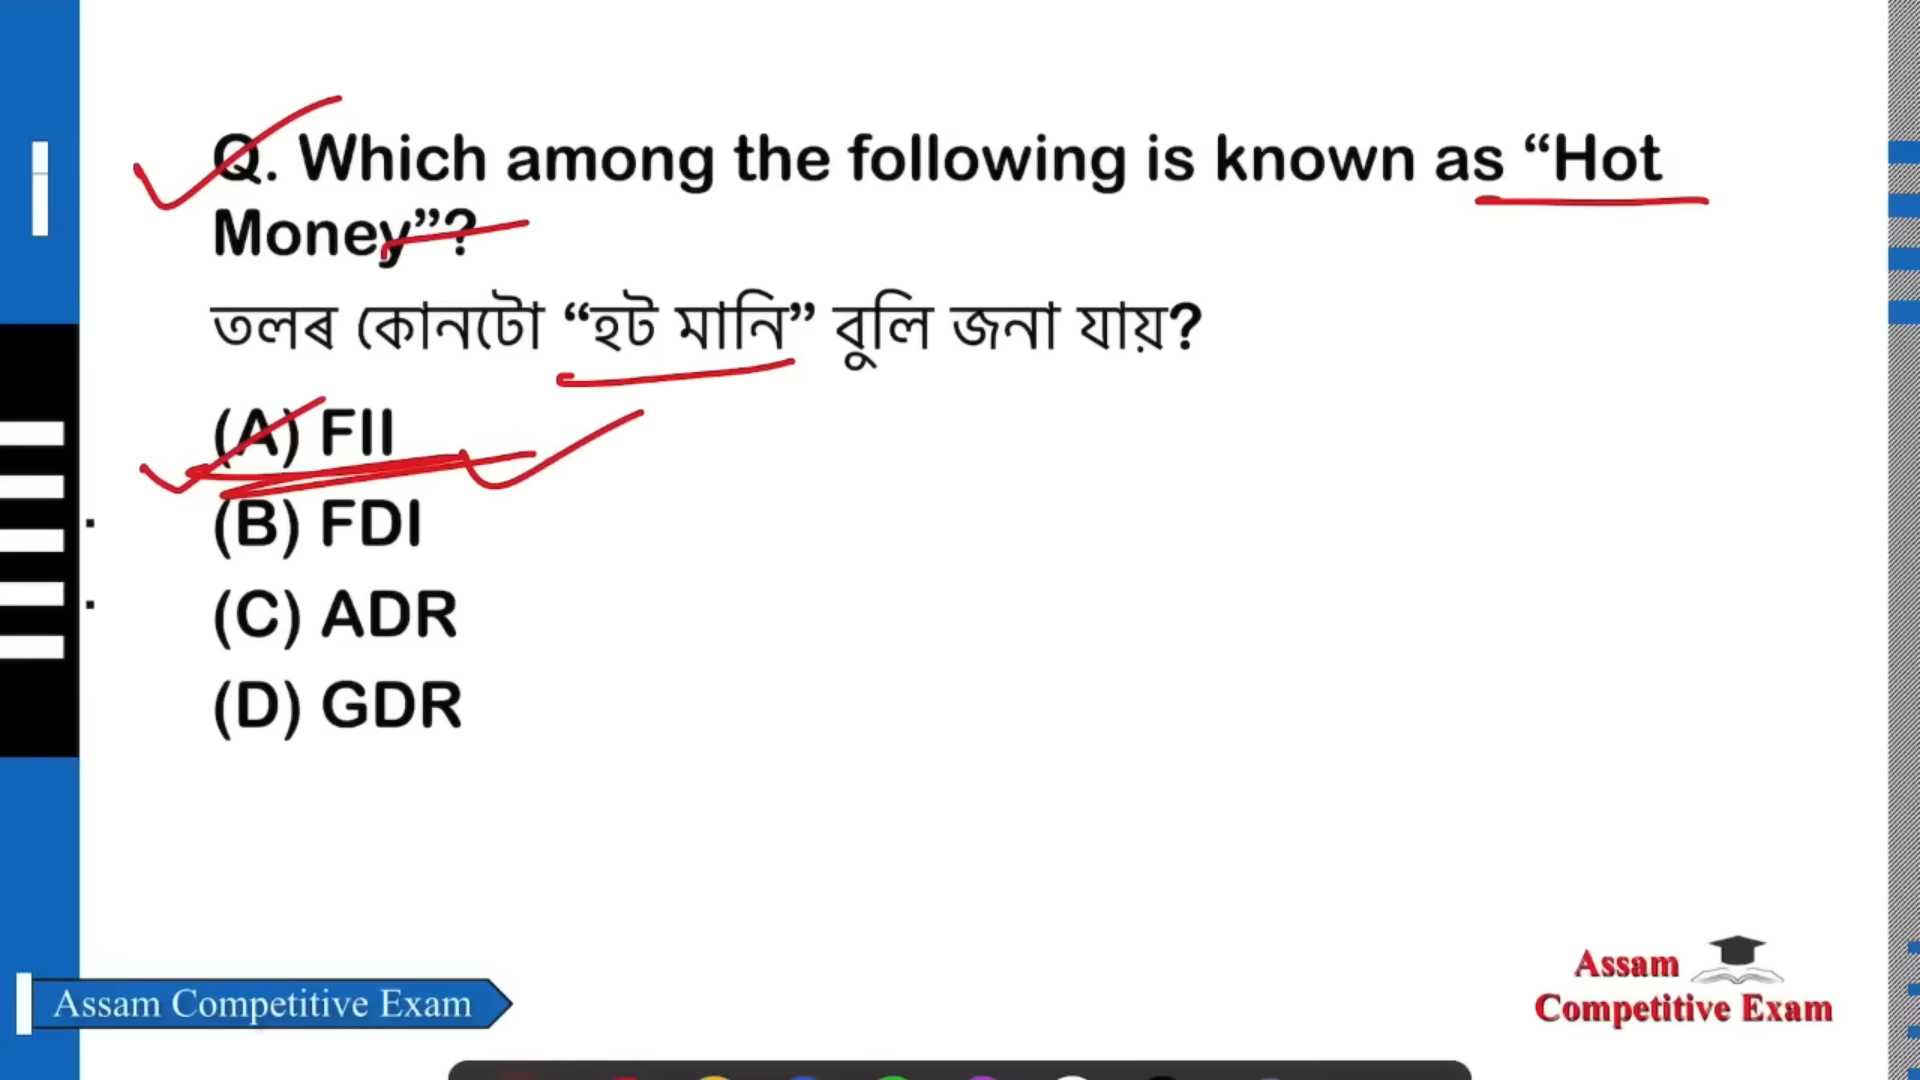 Q. Which among the following is known as “Hot
Money”?
তলৰ কোনটো “হট মানি” বুলি জনা যায়?
(A) FII
(B) FDI
(C) ADR
(D) GDR
Assam Competitive Exam
Assam
Competitive Exam